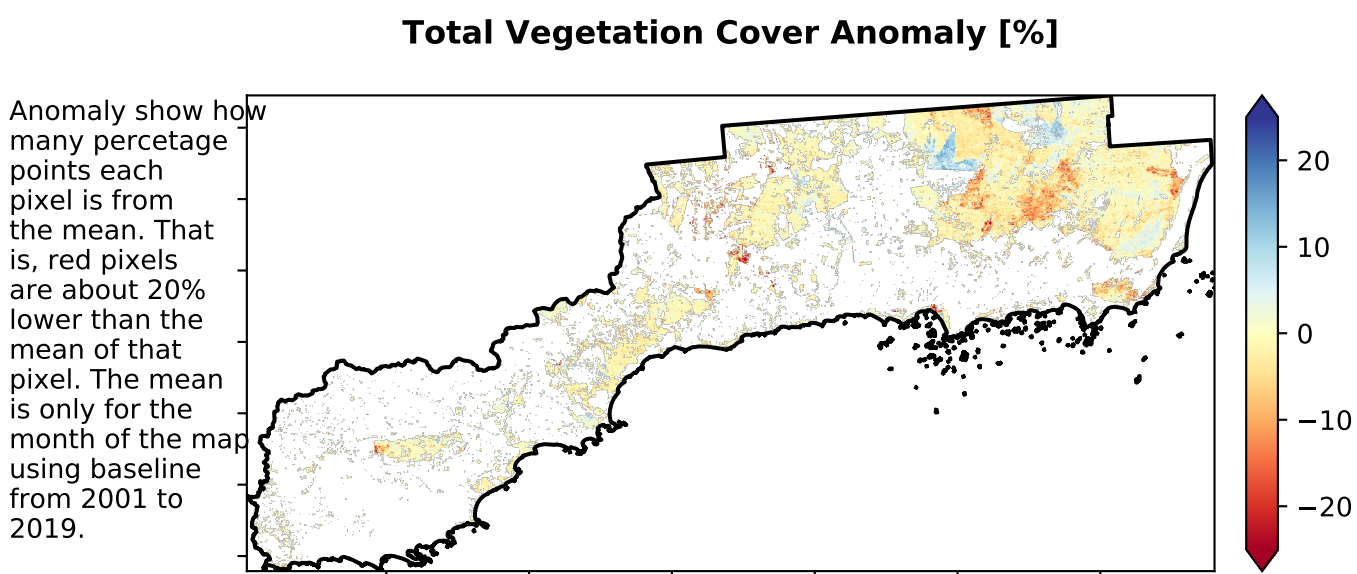 Total Vegetation Cover Anomaly [%]
Anomaly show how
many percetage
points each
pixel is from
the mean. That
is, red pixels
are about 20%
lower than the
mean of that
pixel. The mean
is only for the
month of the map
using baseline
from 2001 to
2019.
20
10
0
−10
−20